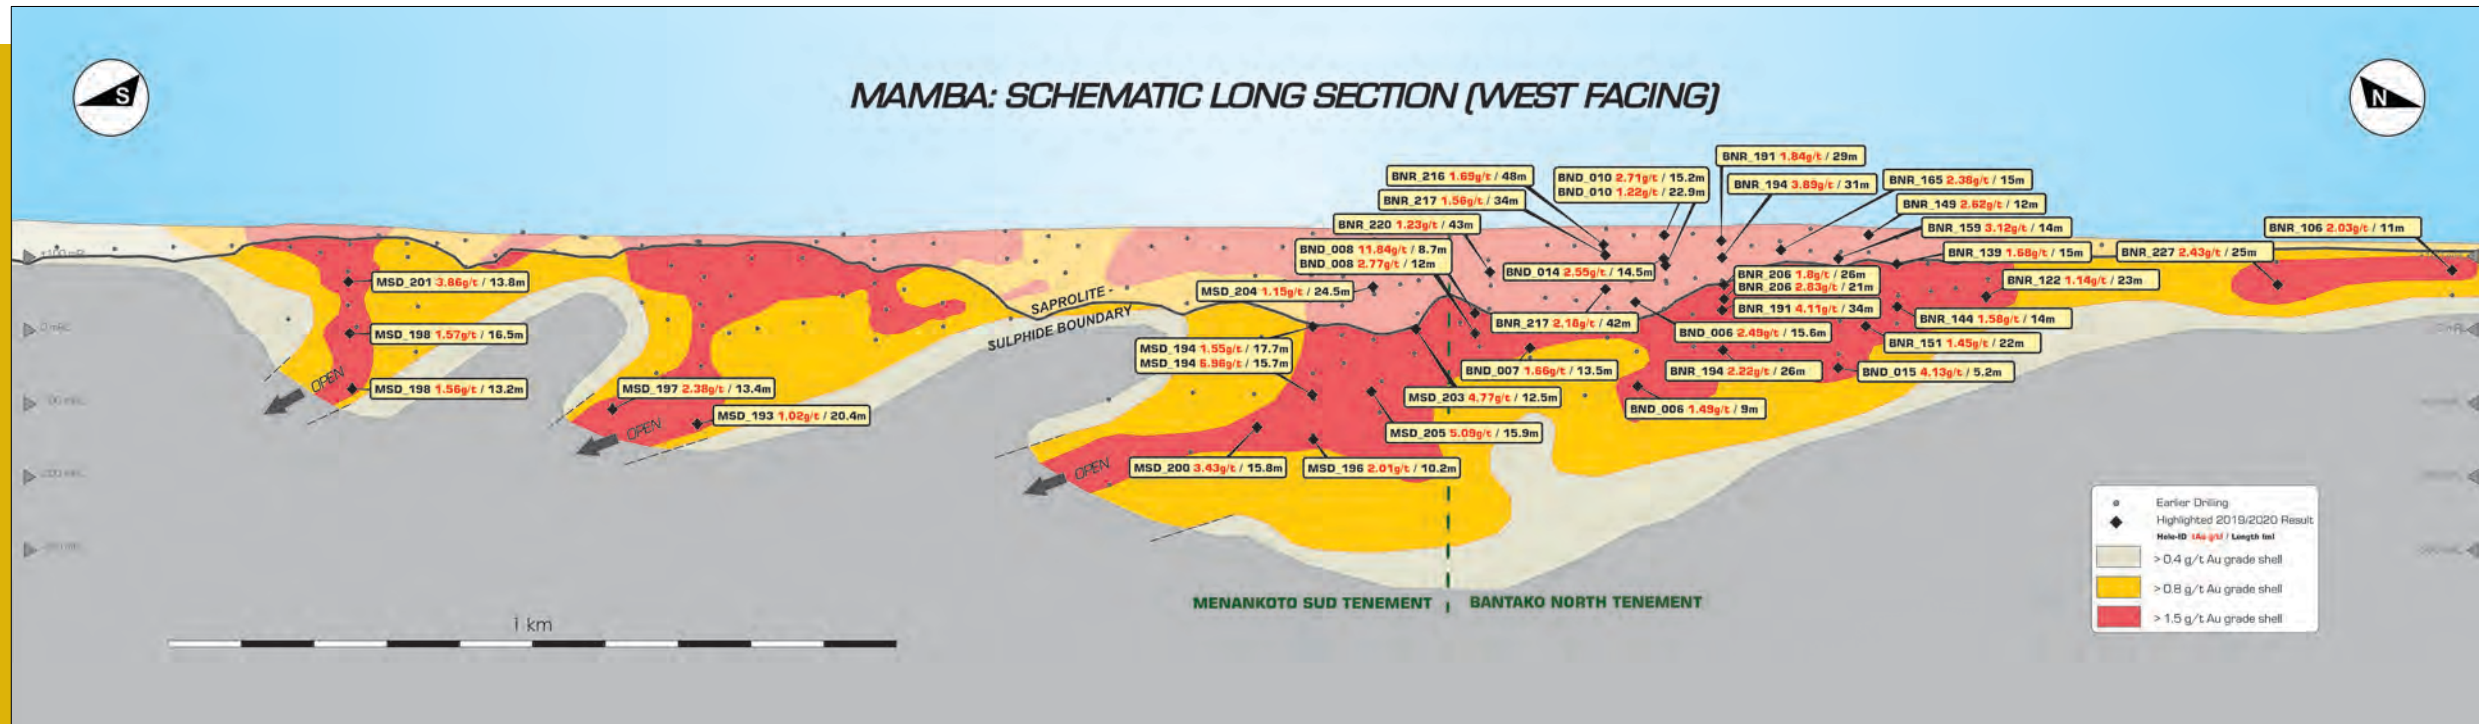 MAMBA: SCHEMATIC LONG SECTION (WEST FACING)
S
N
BNR_191 1.84g/t / 29m
BNR_216 1.69g/t / 48m
BND_010 2.71g/t / 15.2m
BND_010 1.22g/t / 22.9m
BNR_194 3.89g/t / 31m
BNR_165 2.38g/t / 15m
BNR_217 1.56g/t / 34m
BNR_149 2.62g/t / 12m
BNR_220 1.23g/t / 43m
BNR_159 3.12g/t / 14m
BNR_106 2.03g/t / 11m
BND_008 11.84g/t / 8.7m
BND_008 2.77g/t / 12m
BNR_139 1.68g/t / 15m
BNR_227 2.43g/t / 25m
BND_014 2.55g/t / 14.5m
BNR_206 1.8g/t / 26m
BNR_206 2.83g/t / 21m
BNR_122 1.14g/t / 23m
MSD_201 3.86g/t / 13.8m
MSD_204 1.15g/t / 24.5m
SAPROLITE -
SULPHIDE BOUNDARY
BNR_191 4.11g/t / 34m
BNR_144 1.58g/t / 14m
BNR_217 2.18g/t / 42m
BND_006 2.49g/t / 15.6m
MSD_198 1.57g/t / 16.5m
BNR_151 1.45g/t / 22m
MSD_194 1.55g/t / 17.7m
MSD_194 6.96g/t / 15.7m
BND_007 1.66g/t / 13.5m
BNR_194 2.22g/t / 26m
BND_015 4.13g/t / 5.2m
OPEN
MSD_198 1.56g/t / 13.2m
MSD_197 2.38g/t / 13.4m
MSD_203 4.77g/t / 12.5m
BND_006 1.49g/t / 9m
MSD_193 1.02g/t / 20.4m
OPEN
MSD_205 5.09g/t / 15.9m
OPEN
MSD_200 3.43g/t / 15.8m
MSD_196 2.01g/t / 10.2m
MENANKOTO SUD TENEMENT
BANTAKO NORTH TENEMENT
1 km
Earlier Drilling
Highlighted 2019/2020 Result
Hole-ID (Au g/t) / Length (m)
> 0.4 g/t Au grade shell
> 0.8 g/t Au grade shell
> 1.5 g/t Au grade shell